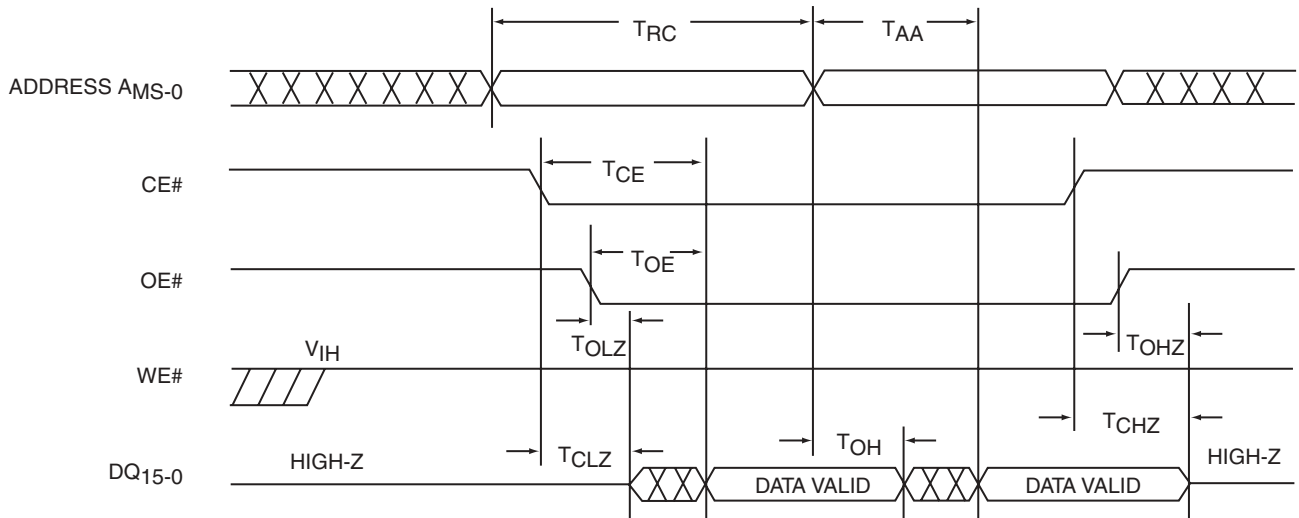 TRC
TAA
ADDRESS AMS-0
TCE
CE#
TOE
OE#
TOLZ
TOHZ
VIH
WE#
TCHZ
TCLZ
TOH
HIGH-Z
HIGH-Z
DQ15-0
DATA VALID
DATA VALID